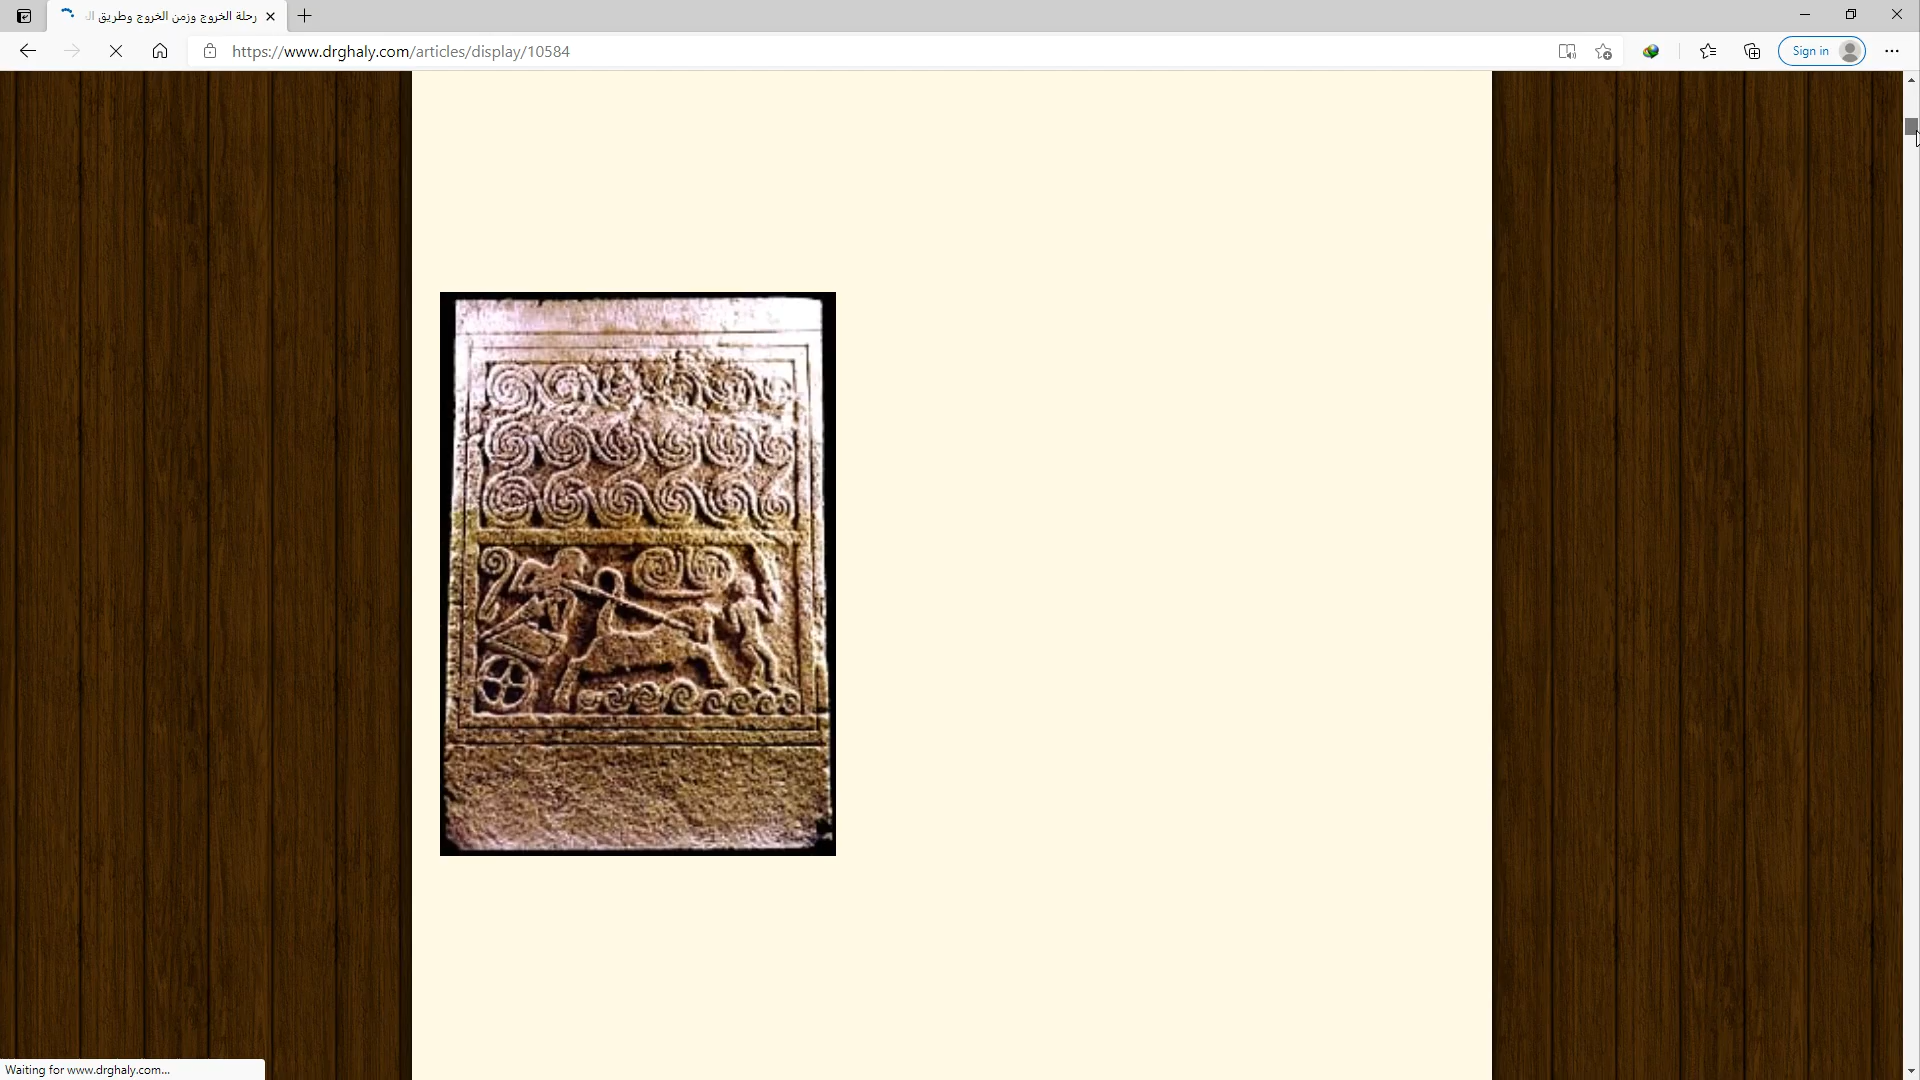 رحلة الخروج وزمن الخروج وطريق ال
https://www.drghaly.com/articles/display/10584
Sign in
Waiting for www.drghaly.com...